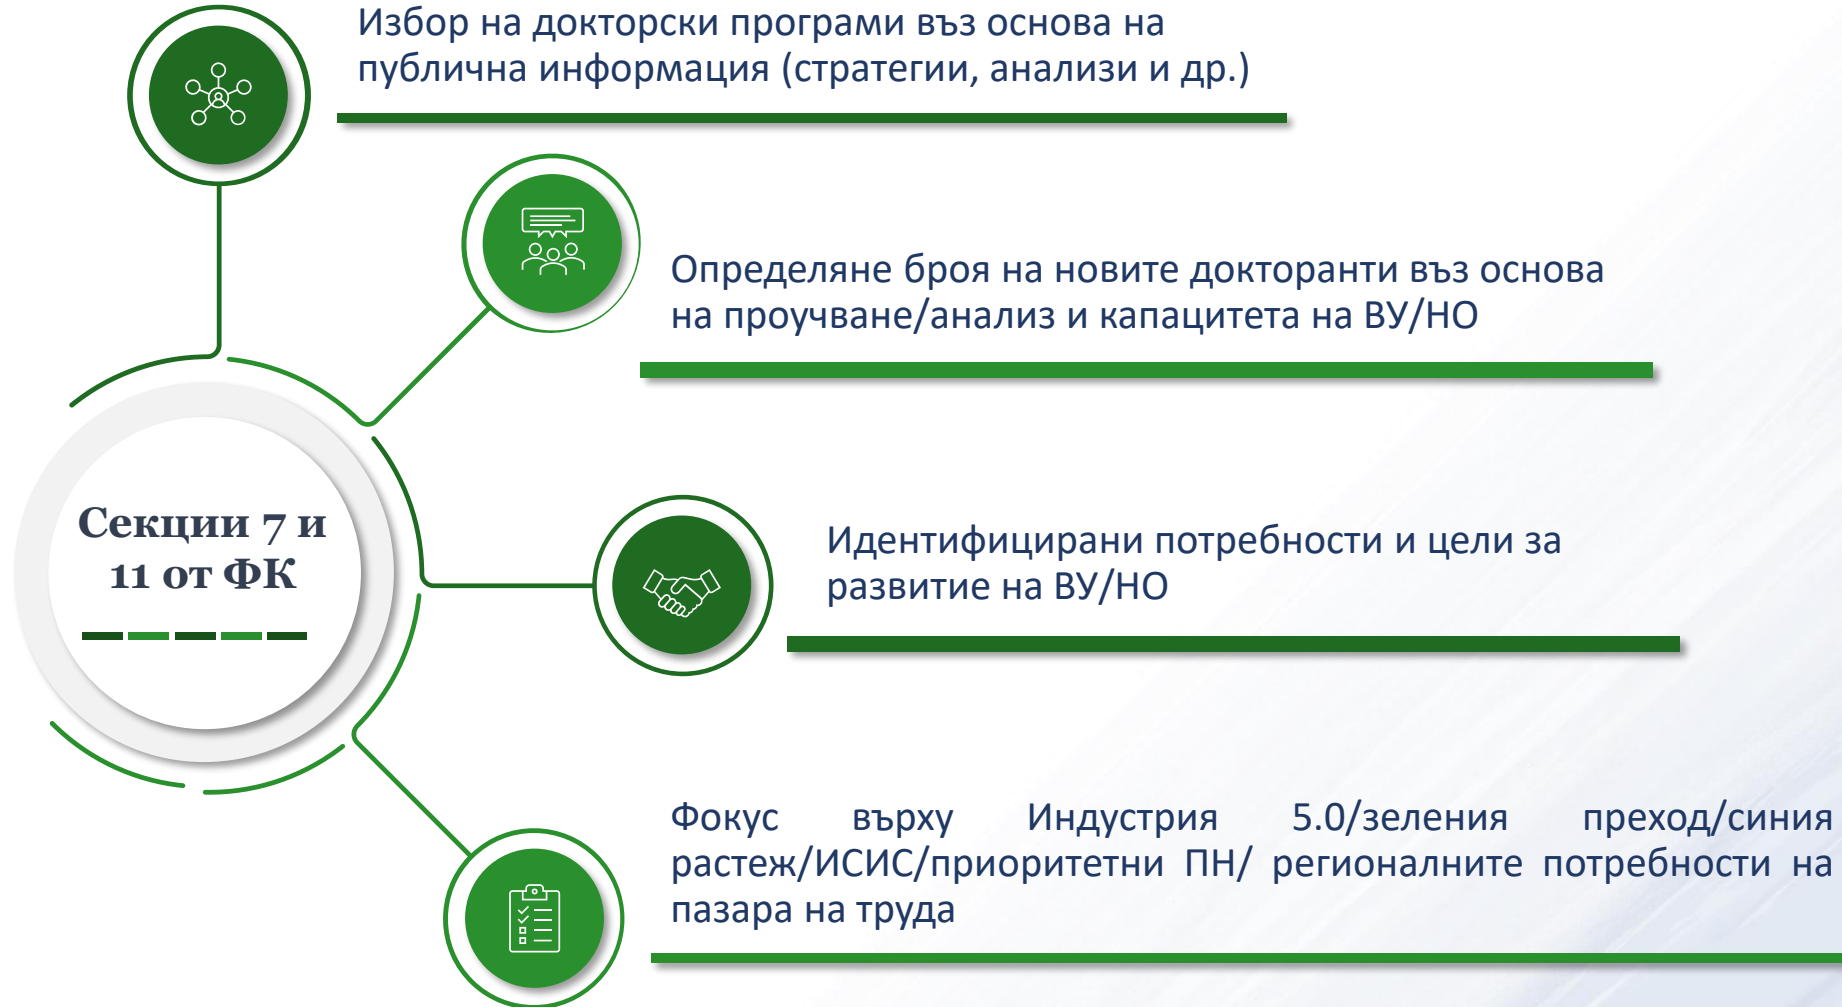 Избор на докторски програми въз основа на
публична информация (стратегии, анализи и др.)
Определяне броя на новите докторанти въз основа
на проучване/анализ и капацитета на ВУ/НО
Секции 7 и
11 от ФК
Идентифицирани потребности и цели за
развитие на ВУ/НО
Фокус върху Индустрия 5.0/зеления преход/синия
растеж/ИСИС/приоритетни ПН/ регионалните потребности на
пазара на труда